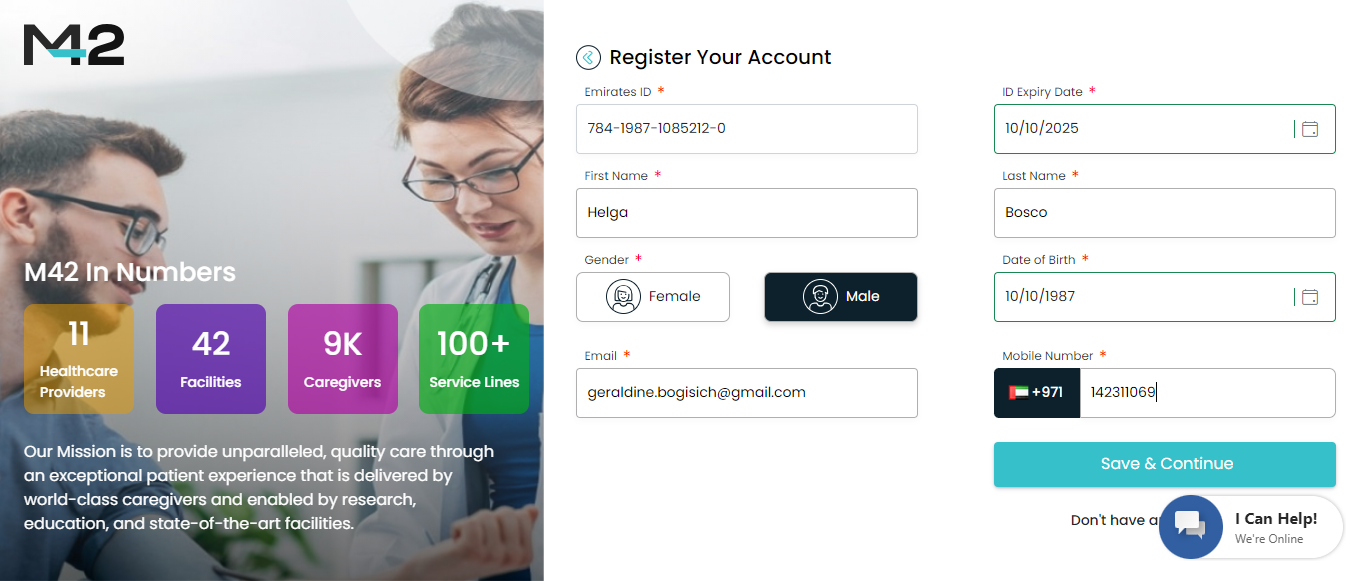 M42
M42 In Numbers
11
Healthcare
Providers
42
Facilities
9K
Caregivers
100+
Service Lines
Our Mission is to provide unparalleled, quality care through
an exceptional patient experience that is delivered by
world-class caregivers and enabled by research,
education, and state-of-the-art facilities.
Register Your Account
Emirates ID *
784-1987-1085212-0
ID Expiry Date *
10/10/2025
First Name *
Helga
Last Name *
Bosco
Gender *
Female
Male
Date of Birth *
10/10/1987
Email *
geraldine.bogisich@gmail.com
Mobile Number *
+971
142311069
Save & Continue
Don't have
I Can Help!
We're Online